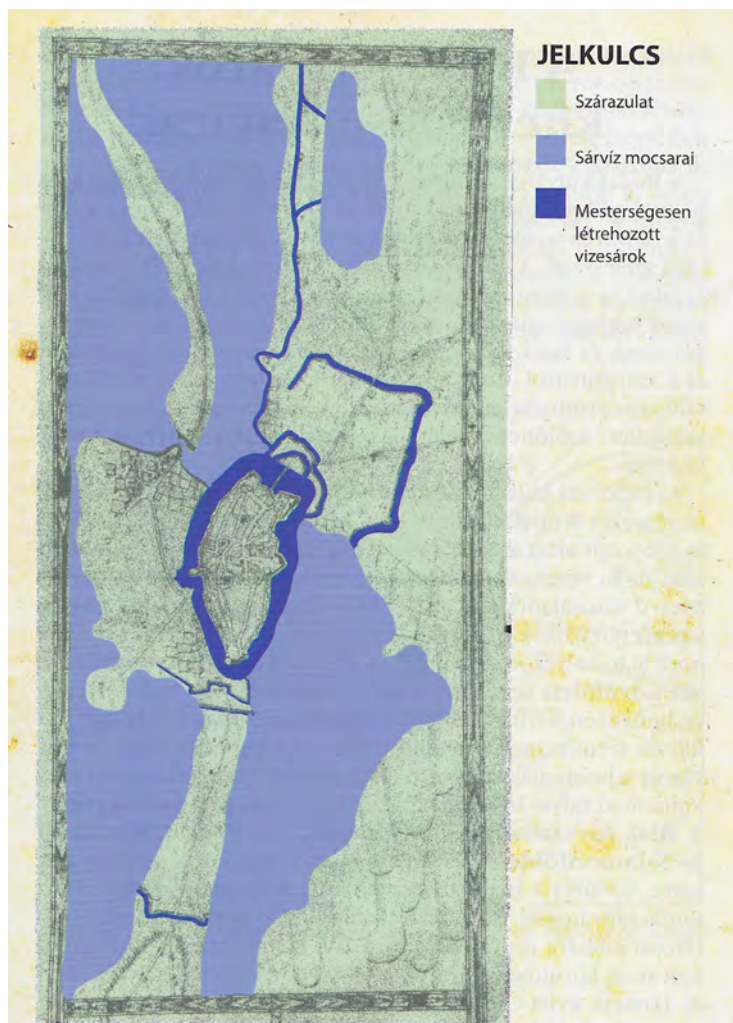 JELKULCS
Szárazulat
Sárvíz mocsarai
Mesterségesen
létrehozott
vizesárok